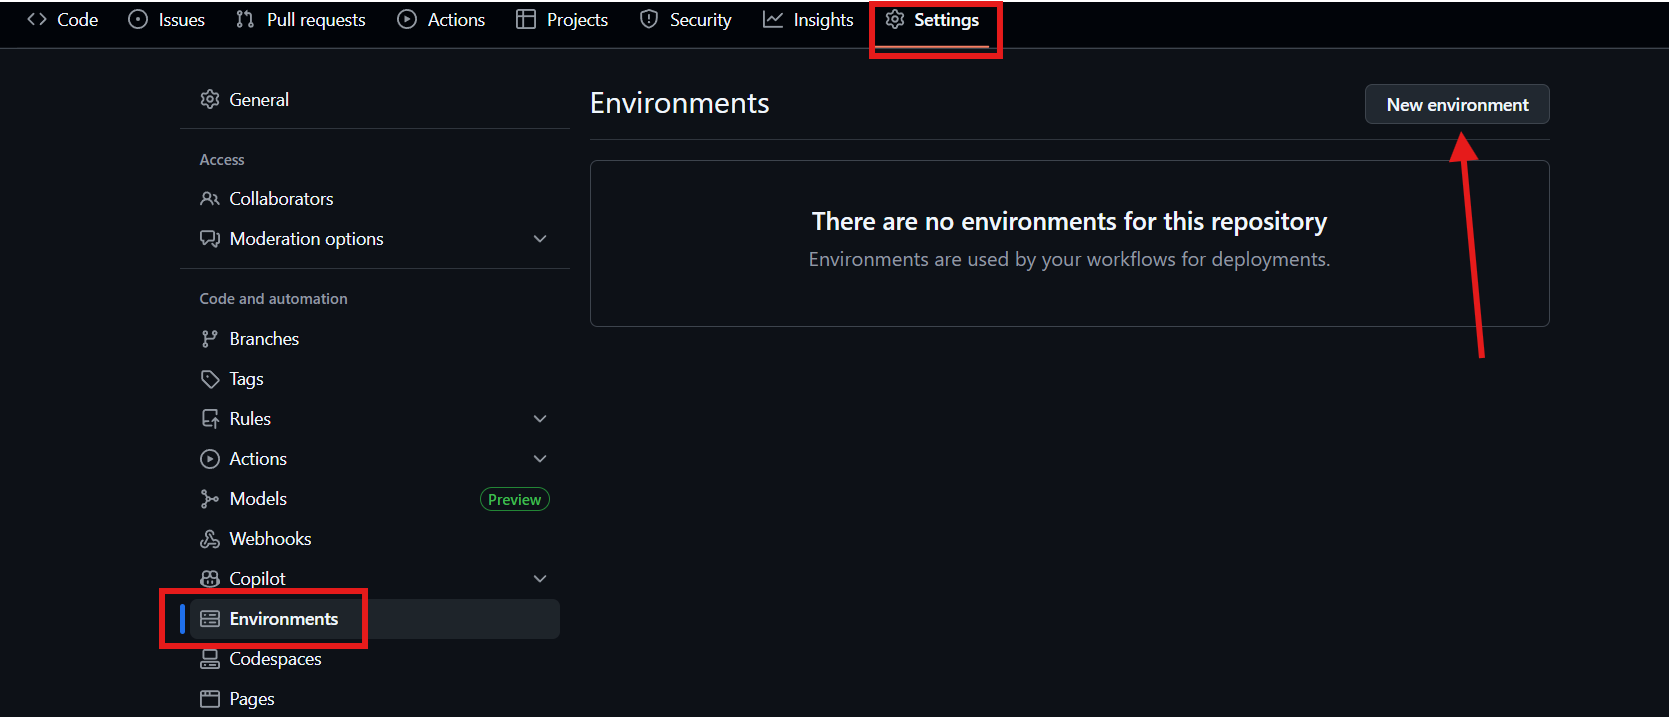 Code Issues Pull requests Actions Projects Security Insights Settings
General
Access
Collaborators
Moderation options
Code and automation
Branches
Tags
Rules
Actions
Models Preview
Webhooks
Copilot
Environments
Codespaces
Pages
Environments New environment
There are no environments for this repository
Environments are used by your workflows for deployments.